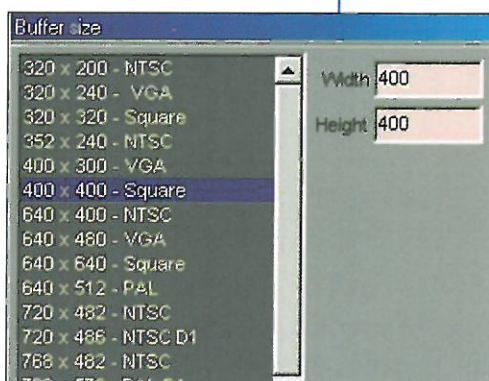 Buffer size
320 x 200 - NTSC
320 x 240 - VGA
320 x 320 - Square
352 x 240 - NTSC
400 x 300 - VGA
400 x 400 - Square
640 x 400 - NTSC
640 x 480 - VGA
640 x 640 - Square
640 x 512 - PAL
720 x 482 - NTSC
720 x 486 - NTSC D1
768 x 482 - NTSC
Width 400
Height 400